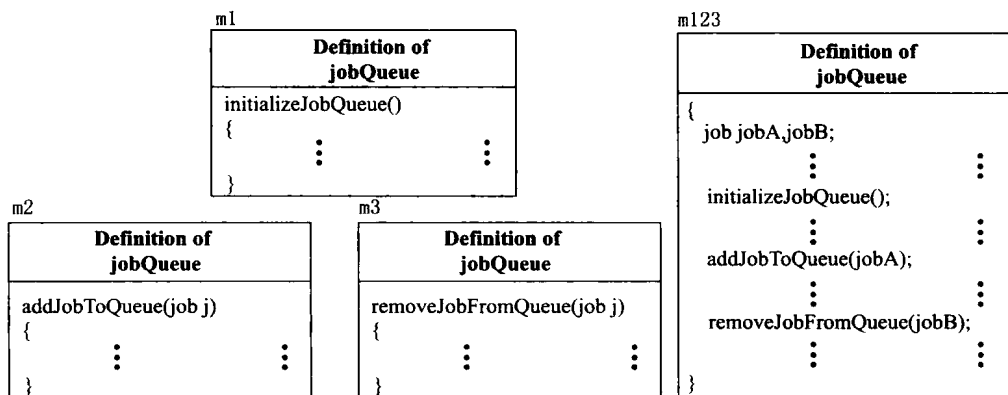 m1
Definition of
jobQueue
initializeJobQueue()
{
}
m2
Definition of
jobQueue
addJobToQueue(job j)
{
}
m3
Definition of
jobQueue
removeJobFromQueue(job j)
{
}
m123
Definition of
jobQueue
{
job jobA,jobB;
initializeJobQueue();
addJobToQueue(jobA);
removeJobFromQueue(jobB);
}